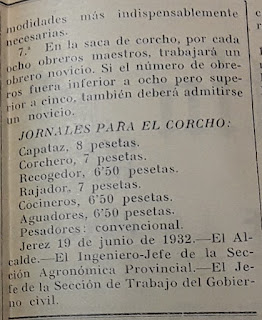 modidades más indispensablemente
necesarias.
7.ª En la saca de corcho, por cada
ocho obreros maestros, trabajará un
obrero novicio. Si el número de obre-
ros fuera inferior a ocho pero supe-
rior a cinco, también deberá admitirse
un novicio.
JORNALES PARA EL CORCHO:
Capataz, 8 pesetas.
Corchero, 7 pesetas.
Recogedor, 6'50 pesetas.
Rajador, 7 pesetas.
Cocineros, 6'50 pesetas.
Aguadores, 6'50 pesetas.
Pesadores: convencional.
Jerez 19 de junio de 1932.—El Al-
calde.—El Ingeniero-Jefe de la Sec-
ción Agronómica Provincial.—El Je-
fe de la Sección de Trabajo del Gobier-
no civil.